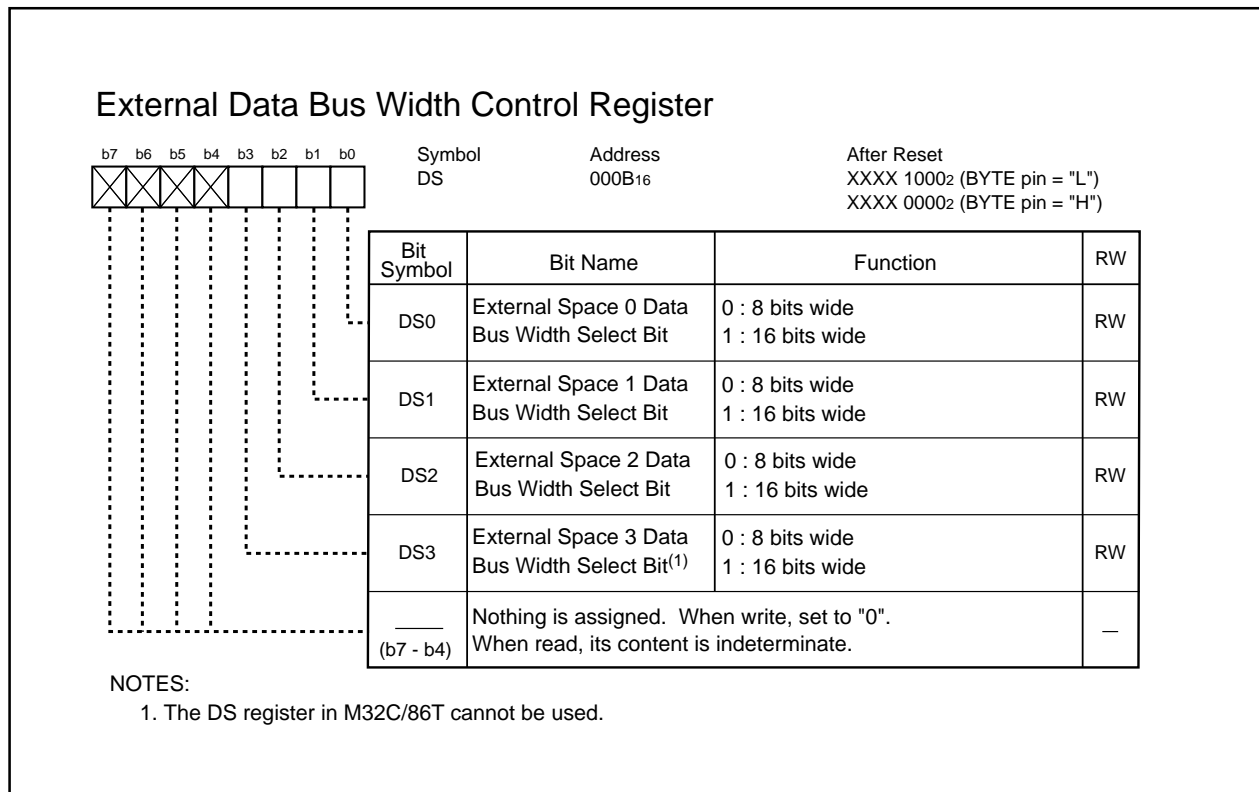 External Data Bus Width Control Register
b7 b6 b5 b4 b3 b2 b1 b0
Symbol Address After Reset
DS 000B16 XXXX 10002 (BYTE pin = "L")
XXXX 00002 (BYTE pin = "H")
Bit Symbol Bit Name Function RW
DS0 External Space 0 Data 0 : 8 bits wide RW
Bus Width Select Bit 1 : 16 bits wide
DS1 External Space 1 Data 0 : 8 bits wide RW
Bus Width Select Bit 1 : 16 bits wide
DS2 External Space 2 Data 0 : 8 bits wide RW
Bus Width Select Bit 1 : 16 bits wide
DS3 External Space 3 Data 0 : 8 bits wide RW
Bus Width Select Bit(1) 1 : 16 bits wide
Nothing is assigned. When write, set to "0". —
(b7 - b4) When read, its content is indeterminate.
NOTES:
1. The DS register in M32C/86T cannot be used.